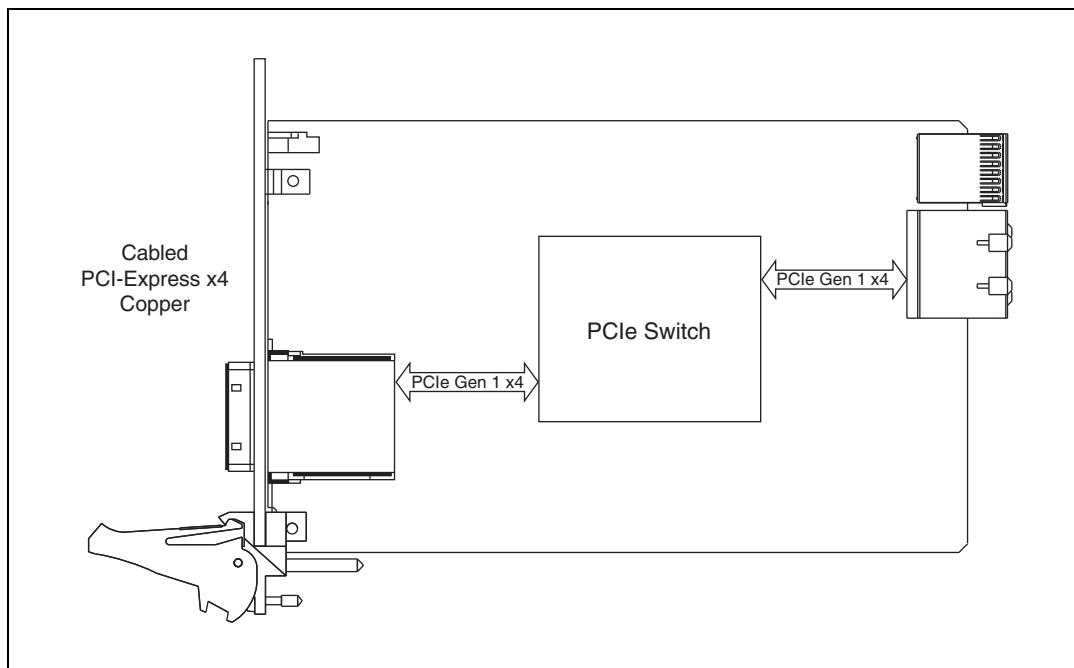 Cabled
PCI-Express x4
Copper
PCIe Gen 1 x4
PCIe Switch
PCIe Gen 1 x4